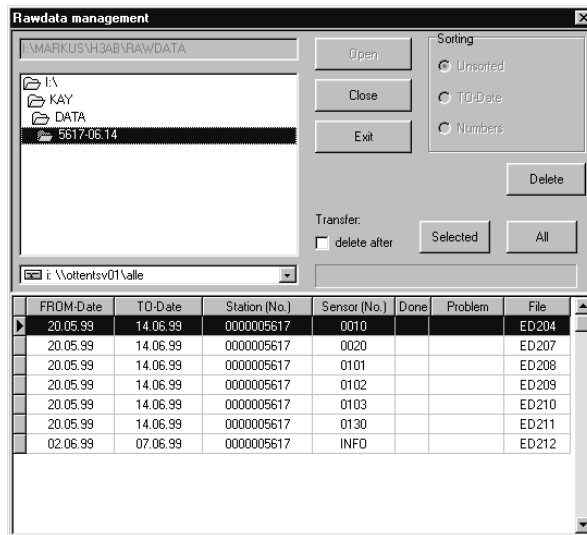 Rawdata management
I:\MARKUS\H3AB\RAWDATA
I:\
KAY
DATA
5617-06.14
i: \\ottentsv01\alle
Open
Close
Exit
Sorting
Unsorted
TO-Date
Numbers
Delete
Transfer:
delete after
Selected
All
FROM-Date TO-Date Station (No.) Sensor (No.) Done Problem File
20.05.99 14.06.99 0000005617 0010 ED204
20.05.99 14.06.99 0000005617 0020 ED207
20.05.99 14.06.99 0000005617 0101 ED208
20.05.99 14.06.99 0000005617 0102 ED209
20.05.99 14.06.99 0000005617 0103 ED210
20.05.99 14.06.99 0000005617 0130 ED211
02.06.99 07.06.99 0000005617 INFO ED212